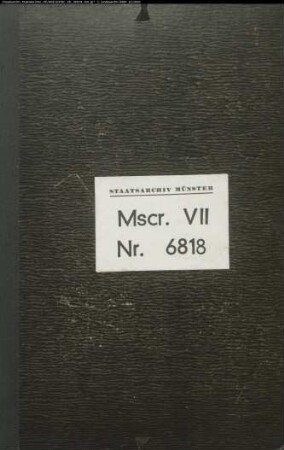 STAATSARCHIV MÜNSTER
Mscr. VII
Nr. 6818